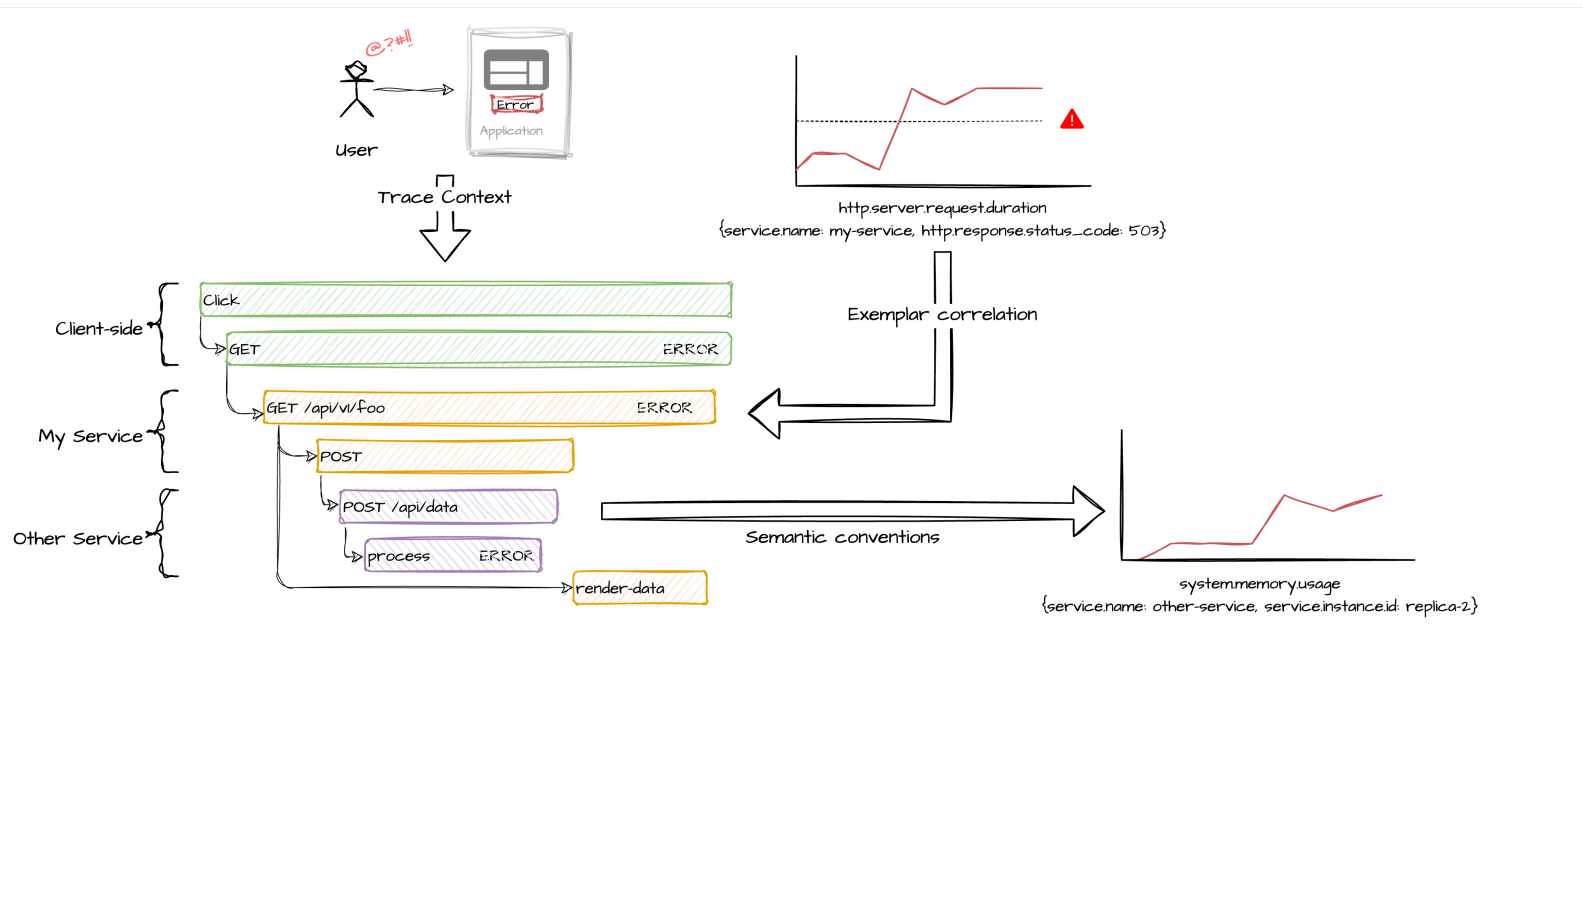 @?#!!
Error
Application
User
Trace Context
http.server.request.duration
{service.name: my-service, http.response.status_code: 503}
Exemplar correlation
Client-side
Click
GET
ERROR
My Service
GET /api/v1/foo
ERROR
POST
Other Service
POST /api/data
process
ERROR
render-data
Semantic conventions
system.memory.usage
{service.name: other-service, service.instance.id: replica-2}